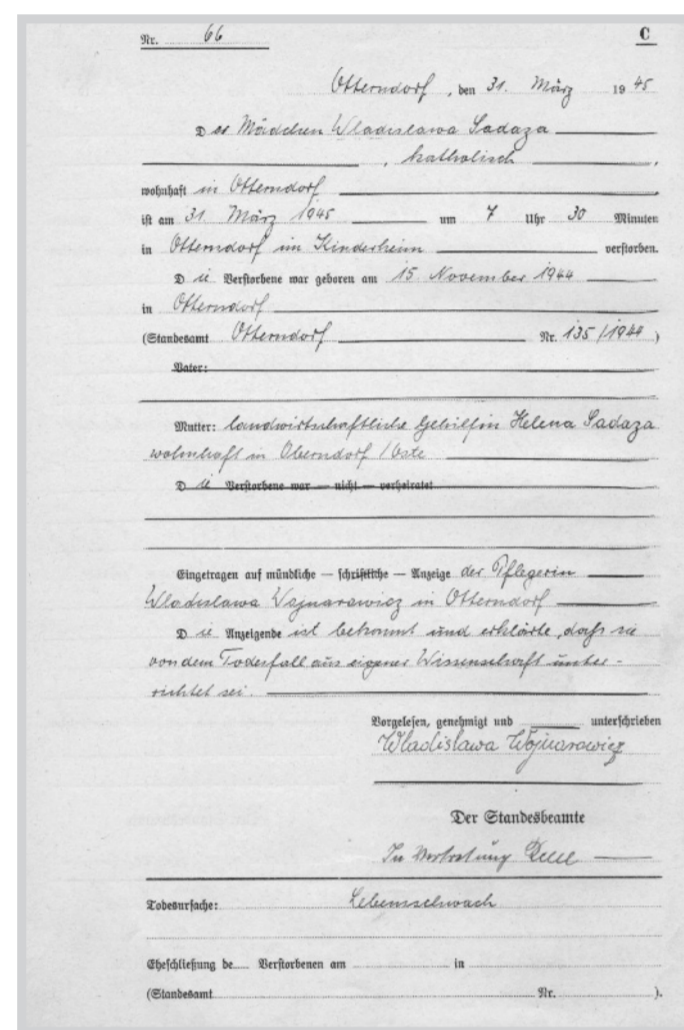 Nr. 66 C
Otterndorf, den 31. März 1945
Das Mädchen Wladislawa Sadaza
, katholisch,
wohnhaft in Otterndorf
ist am 31. März 1945 um 7 Uhr 30 Minuten
in Otterndorf im Kinderheim verstorben.
Die Verstorbene war geboren am 15. November 1944
in Otterndorf
(Standesamt Otterndorf Nr. 135/1944)
Vater:
Mutter: landwirtschaftliche Gehilfin Helena Sadaza
wohnhaft in Oberndorf/Oste
Die Verstorbene war — nicht — verheiratet
Eingetragen auf mündliche — schriftliche — Anzeige der Pflegerin
Wladislawa Wojnarawicz in Otterndorf
Die Anzeigende ist bekannt und erklärte, daß sie
von dem Todesfall aus eigener Wissenschaft unter-
richtet sei.
Vorgelesen, genehmigt und unterschrieben
Wladislawa Wojnarawicz
Der Standesbeamte
In Vertretung
Todesursache: Lebensschwach
Eheschließung de Verstorbenen am in
(Standesamt Nr. ).